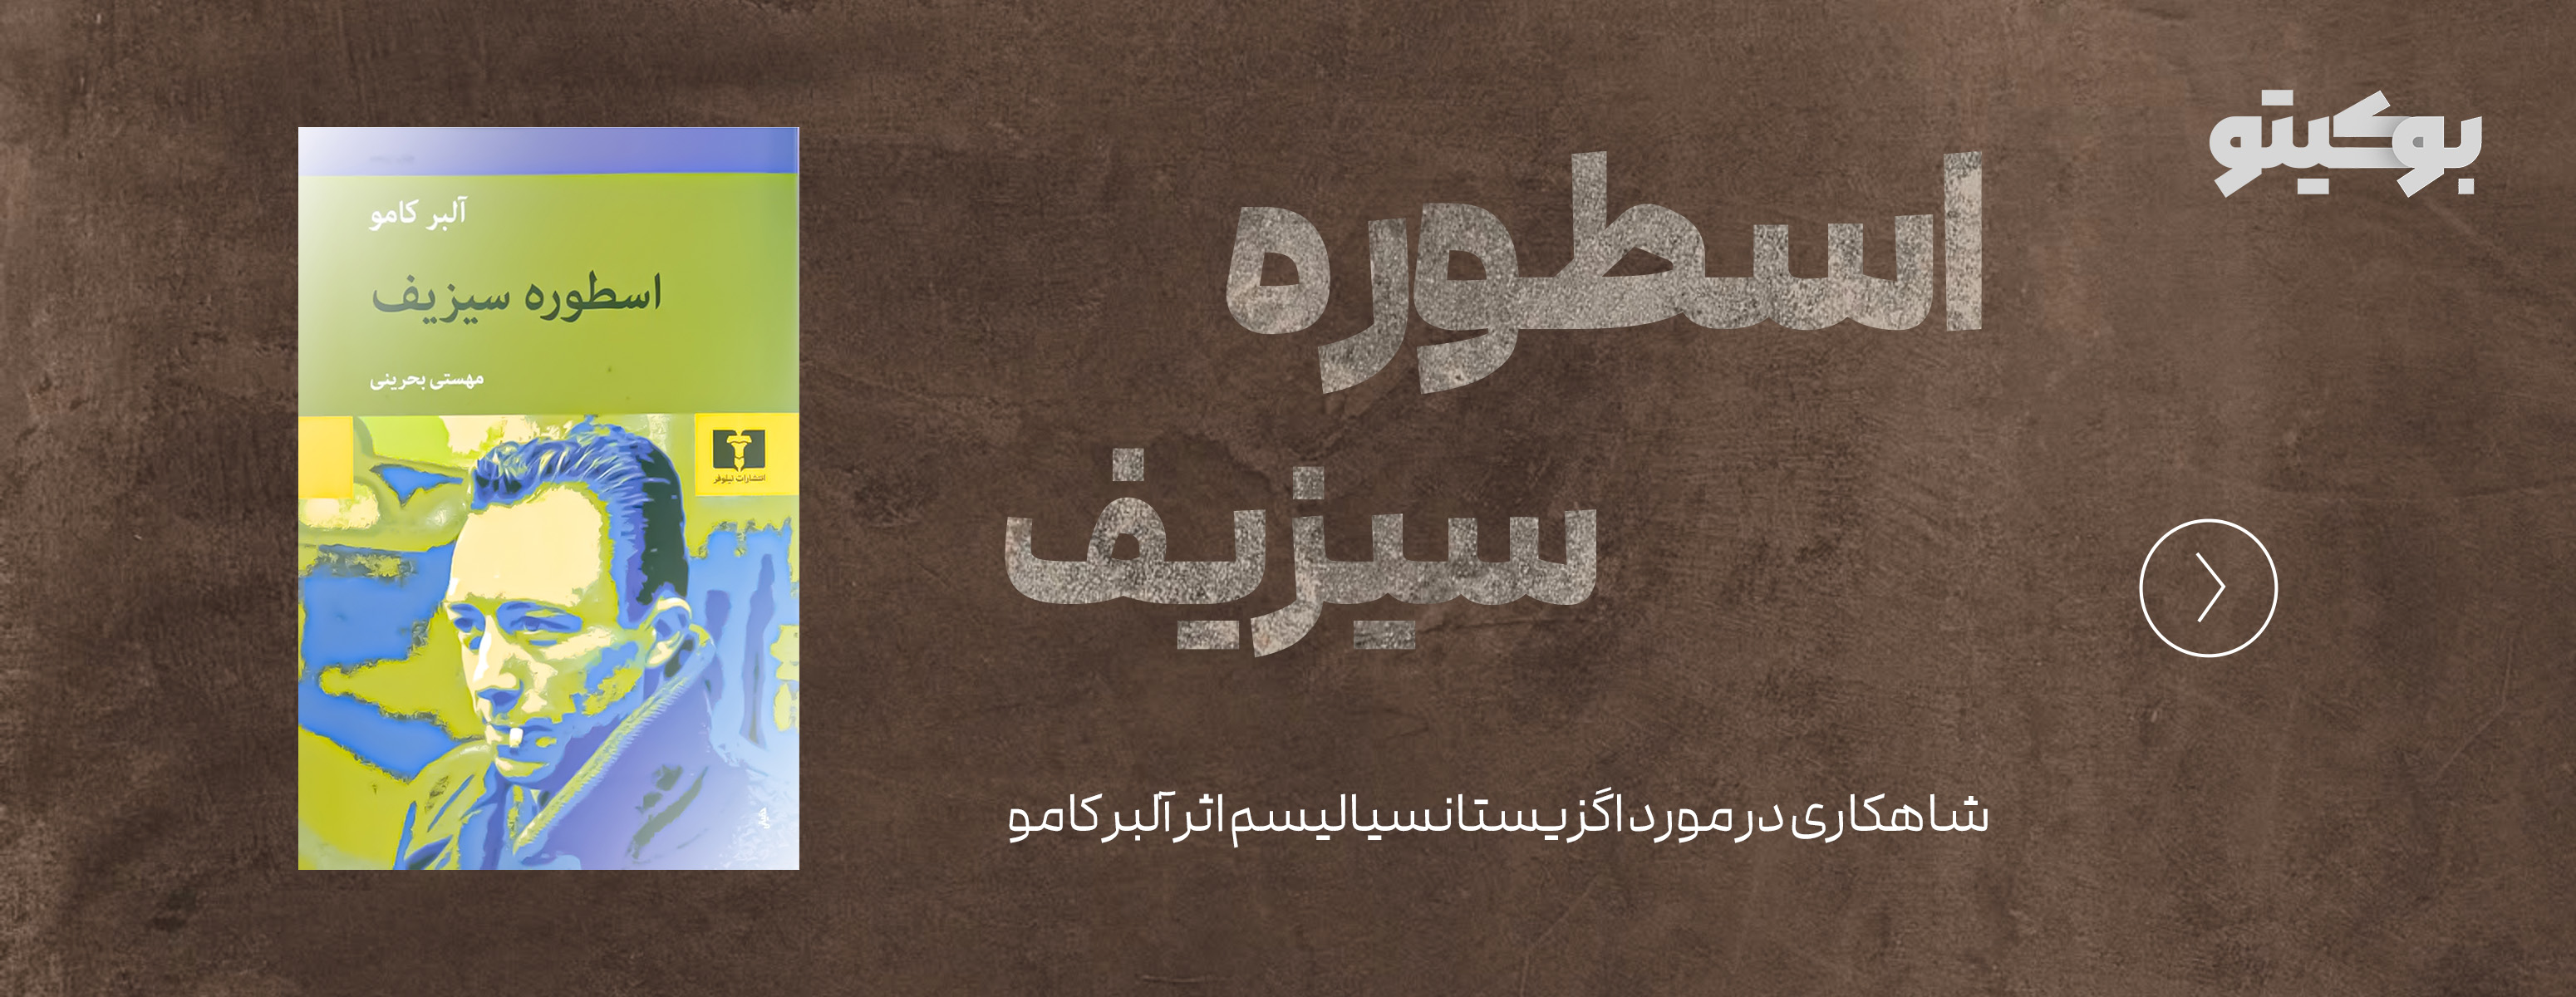 بوکیتو
اسطوره
سیزیف
شاهکاری در مورد اگزیستانسیالیسم اثر آلبر کامو
آلبر کامو
اسطوره سیزیف
مهستی بحرینی
انتشارات نیلوفر